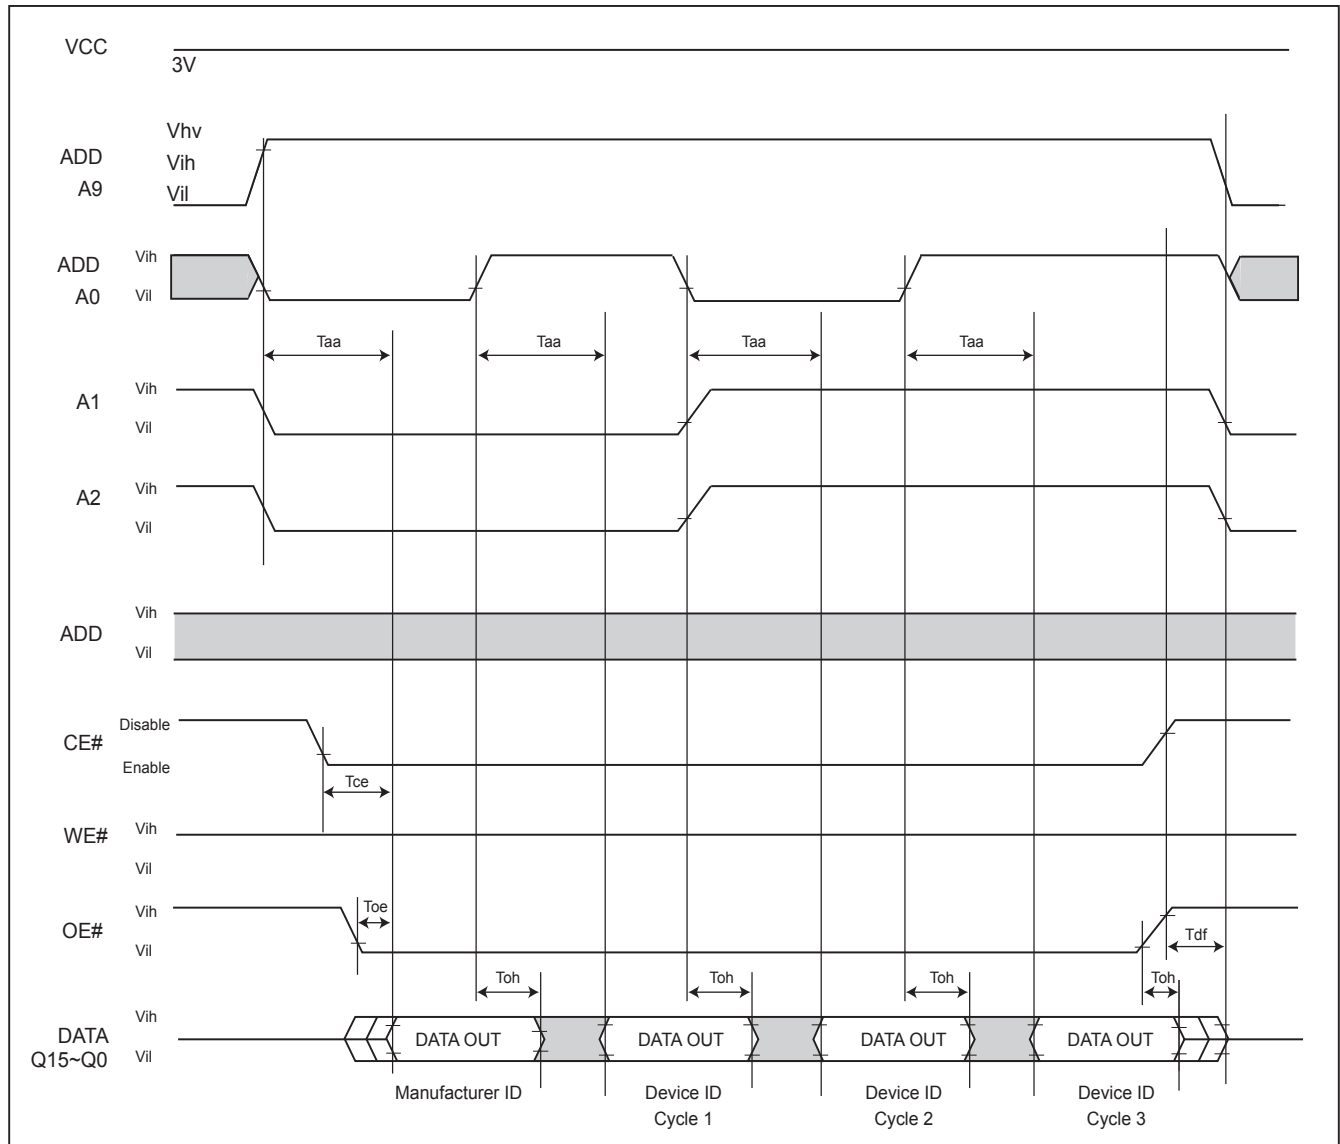 VCC
3V
Vhv
ADD
Vih
A9
Vil
Vih
ADD
A0
Vil
Taa
Taa
Taa
Taa
Vih
A1
Vil
Vih
A2
Vil
Vih
ADD
Vil
Disable
CE#
Enable
Tce
WE#
Vih
Vil
Vih
Toe
OE#
Vil
Tdf
Toh
Toh
Toh
Toh
Vih
DATA
Q15~Q0
Vil
DATA OUT
DATA OUT
DATA OUT
DATA OUT
Manufacturer ID
Device ID
Cycle 1
Device ID
Cycle 2
Device ID
Cycle 3